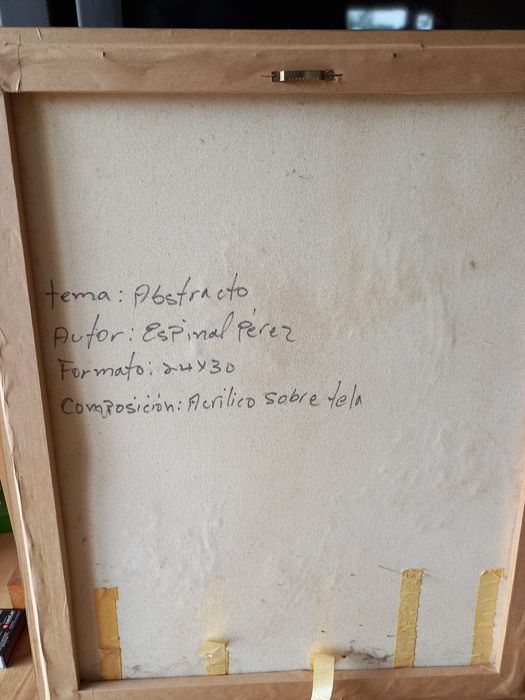 tema: Abstracto
Autor: Espinal Pérez
Formato: 24x30
Composición: Acrilico sobre tela